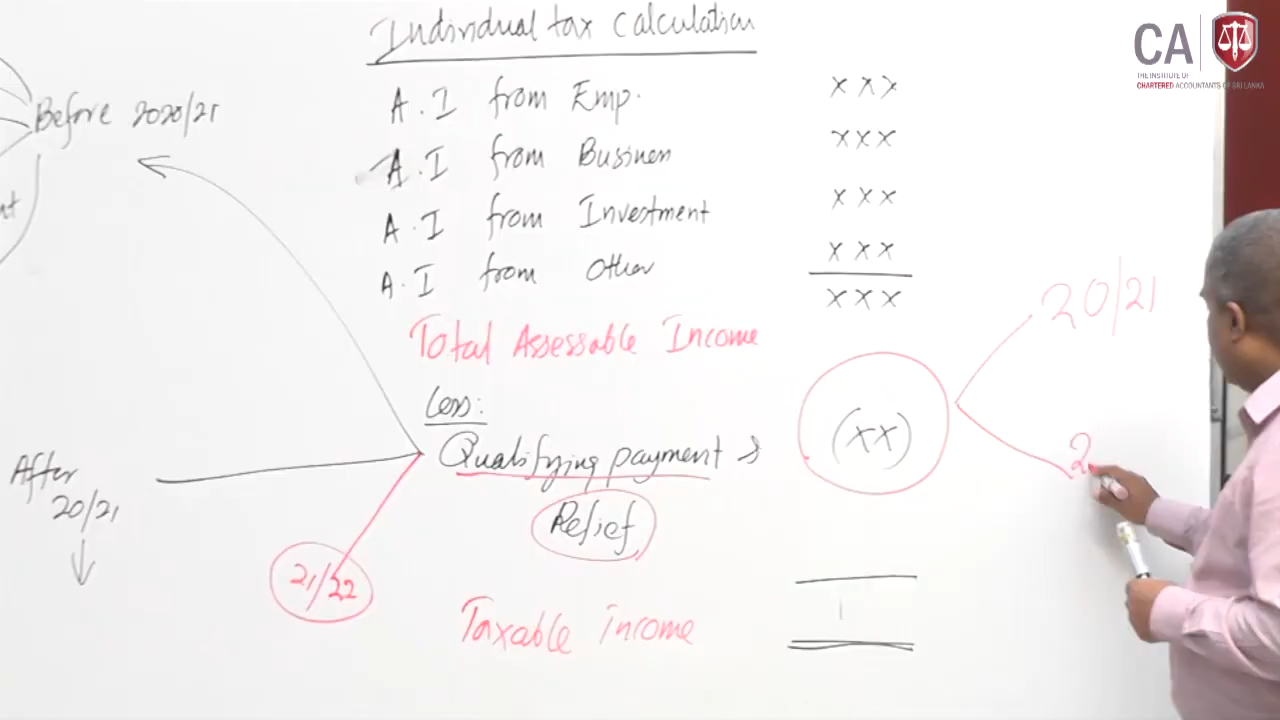 Individual tax calculation
A.I from Emp. xxx
A.I from Business xxx
A.I from Investment xxx
A.I from Other xxx
xxx
Total Assessable Income
Less:
Qualifying payment & (xx)
Relief
Taxable income
Before 2020/21
After
20/21
21/22
20/21
2
CA
THE INSTITUTE OF
CHARTERED ACCOUNTANTS OF SRI LANKA